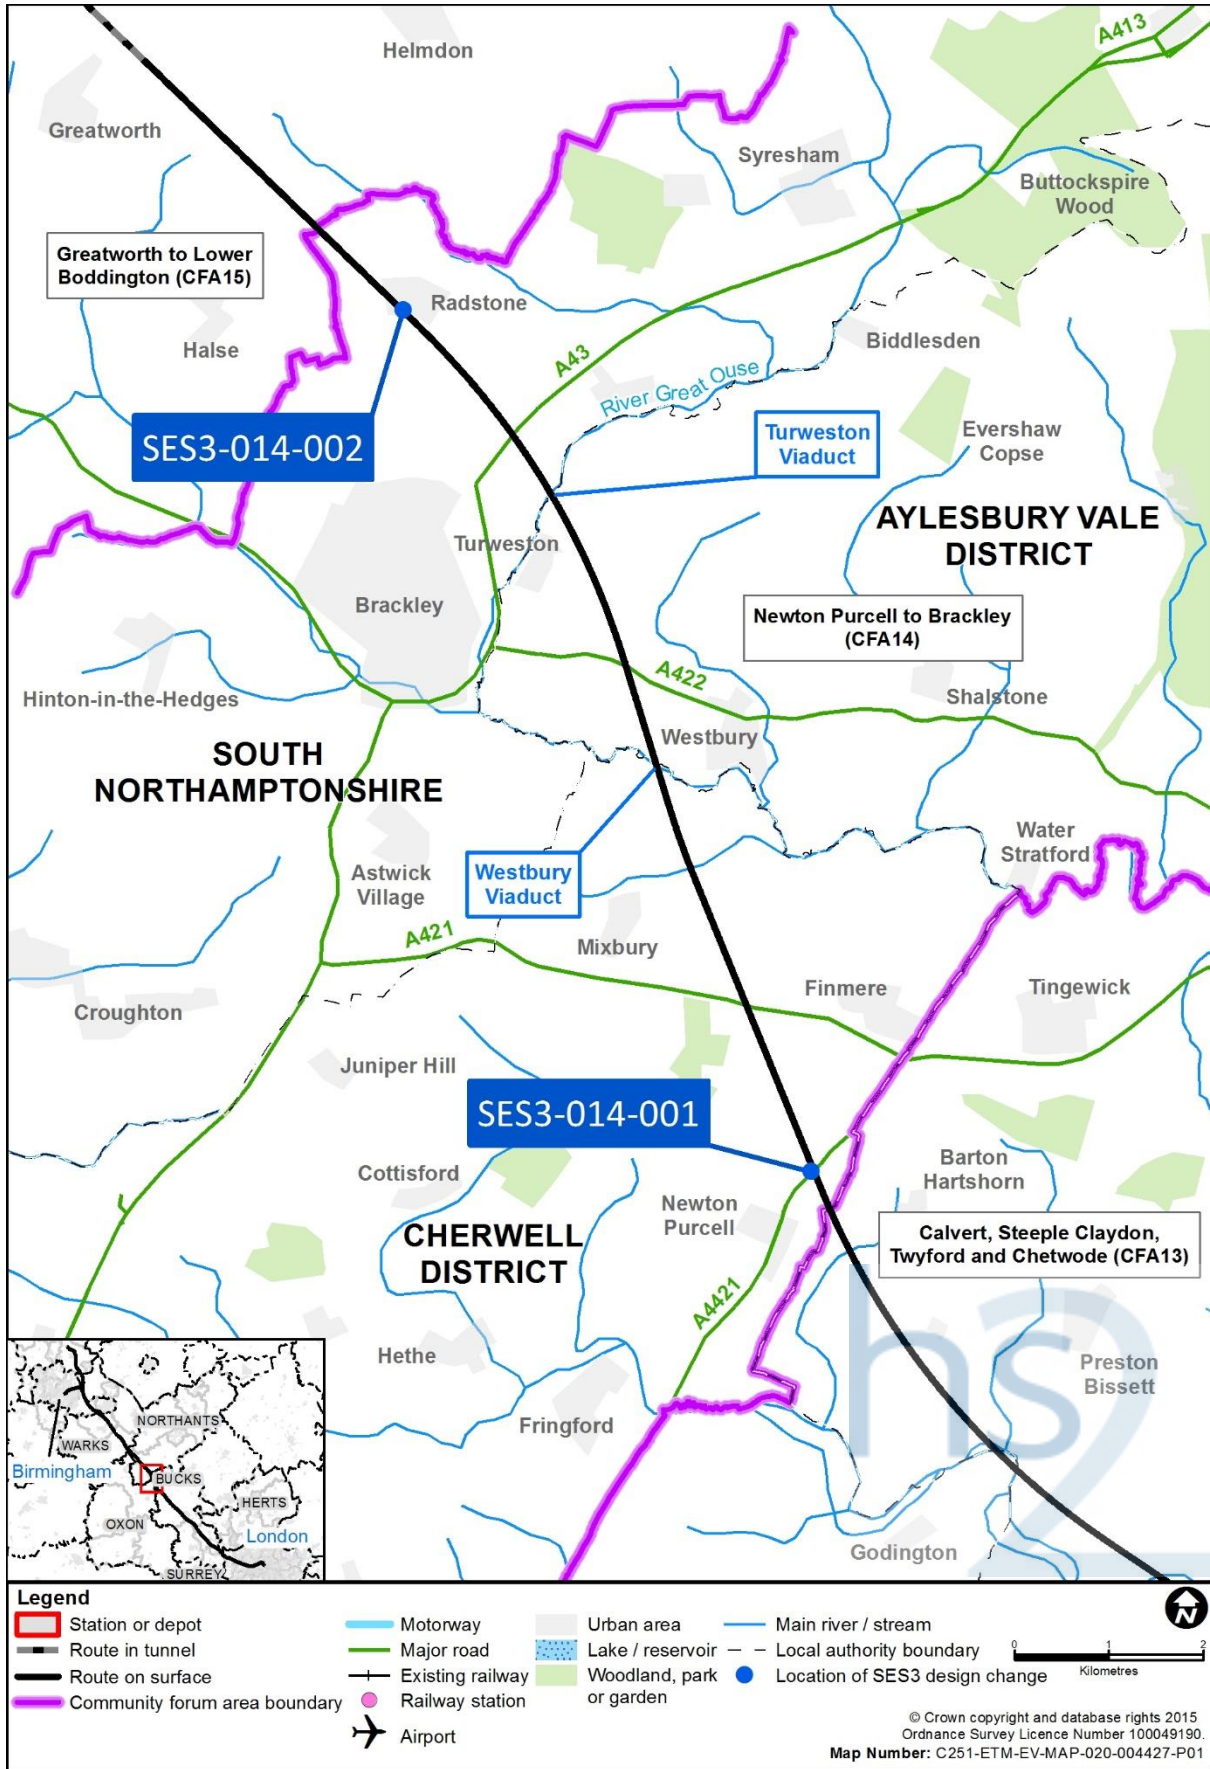 Helmdon
A413
Greatworth
Syresham
Buttockspire
Wood
Greatworth to Lower
Boddington (CFA15)
Radstone
Halse
A43
Biddlesden
River Great Ouse
SES3-014-002
Turweston
Viaduct
Evershaw
Copse
AYLESBURY VALE
DISTRICT
Turweston
Brackley
Newton Purcell to Brackley
(CFA14)
A422
Shalstone
Hinton-in-the-Hedges
Westbury
SOUTH
NORTHAMPTONSHIRE
Water
Stratford
Astwick
Village
Westbury
Viaduct
A421
Mixbury
Finmere
Tingewick
Croughton
Juniper Hill
SES3-014-001
Barton
Hartshorn
Cottisford
Newton
Purcell
CHERWELL
DISTRICT
Calvert, Steeple Claydon,
Twyford and Chetwode (CFA13)
A4421
hs2
Hethe
Preston
Bissett
Fringford
Godington
NORTHANTS
WARKS
Birmingham
BUCKS
HERTS
OXON
London
SURREY
Legend
Station or depot
Route in tunnel
Route on surface
Community forum area boundary
Motorway
Major road
Existing railway
Railway station
Airport
Urban area
Lake / reservoir
Woodland, park
or garden
Main river / stream
Local authority boundary
Location of SES3 design change
N
0 1 2
Kilometres
© Crown copyright and database rights 2015
Ordnance Survey Licence Number 100049190.
Map Number: C251-ETM-EV-MAP-020-004427-P01